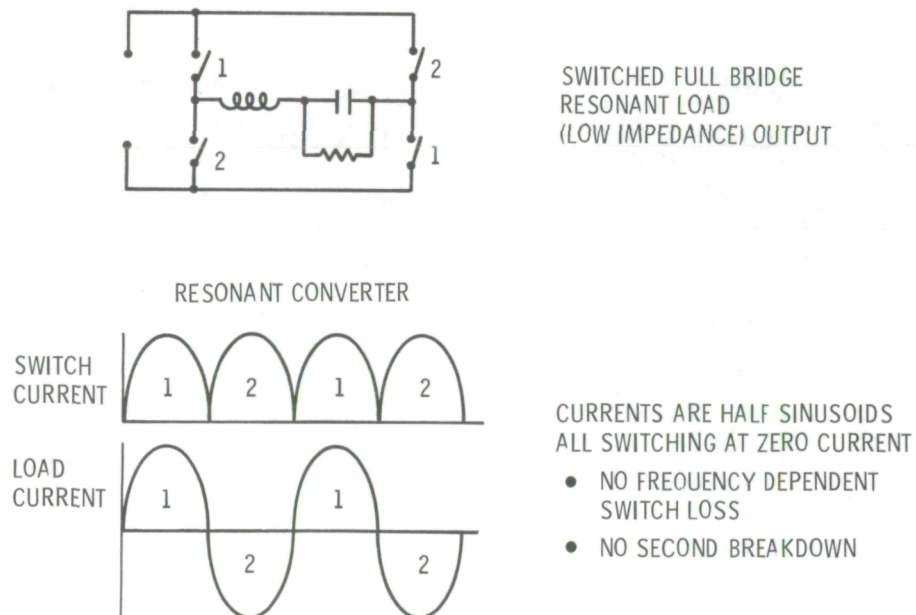 1
2
2
1
SWITCHED FULL BRIDGE
RESONANT LOAD
(LOW IMPEDANCE) OUTPUT
RESONANT CONVERTER
SWITCH
CURRENT
1 2 1 2
LOAD
CURRENT
1 1
2 2
CURRENTS ARE HALF SINUSOIDS
ALL SWITCHING AT ZERO CURRENT
• NO FREQUENCY DEPENDENT
SWITCH LOSS
• NO SECOND BREAKDOWN